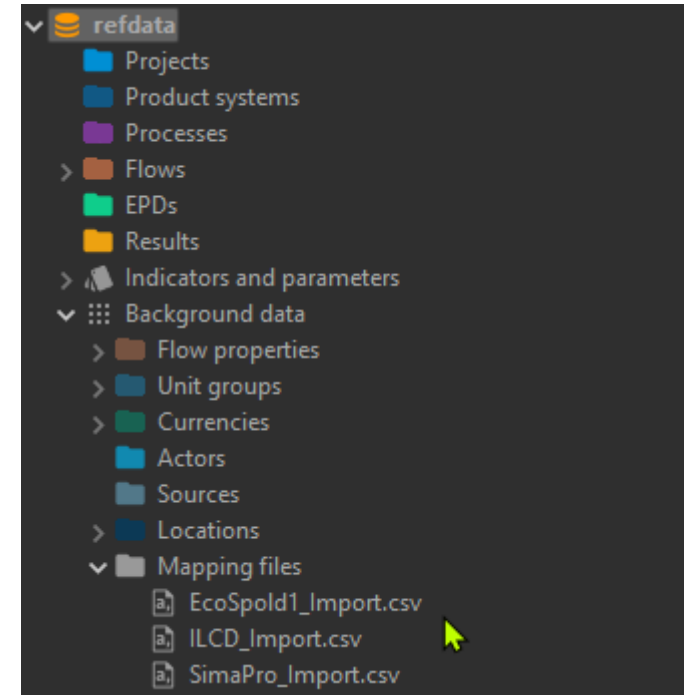 refdata
Projects
Product systems
Processes
Flows
EPDs
Results
Indicators and parameters
Background data
Flow properties
Unit groups
Currencies
Actors
Sources
Locations
Mapping files
EcoSpold1_Import.csv
ILCD_Import.csv
SimaPro_Import.csv